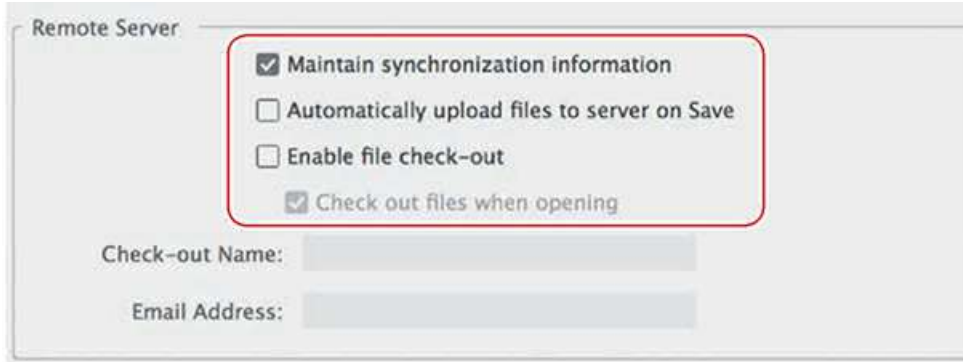 Remote Server
Maintain synchronization information
Automatically upload files to server on Save
Enable file check-out
Check out files when opening
Check-out Name:
Email Address: